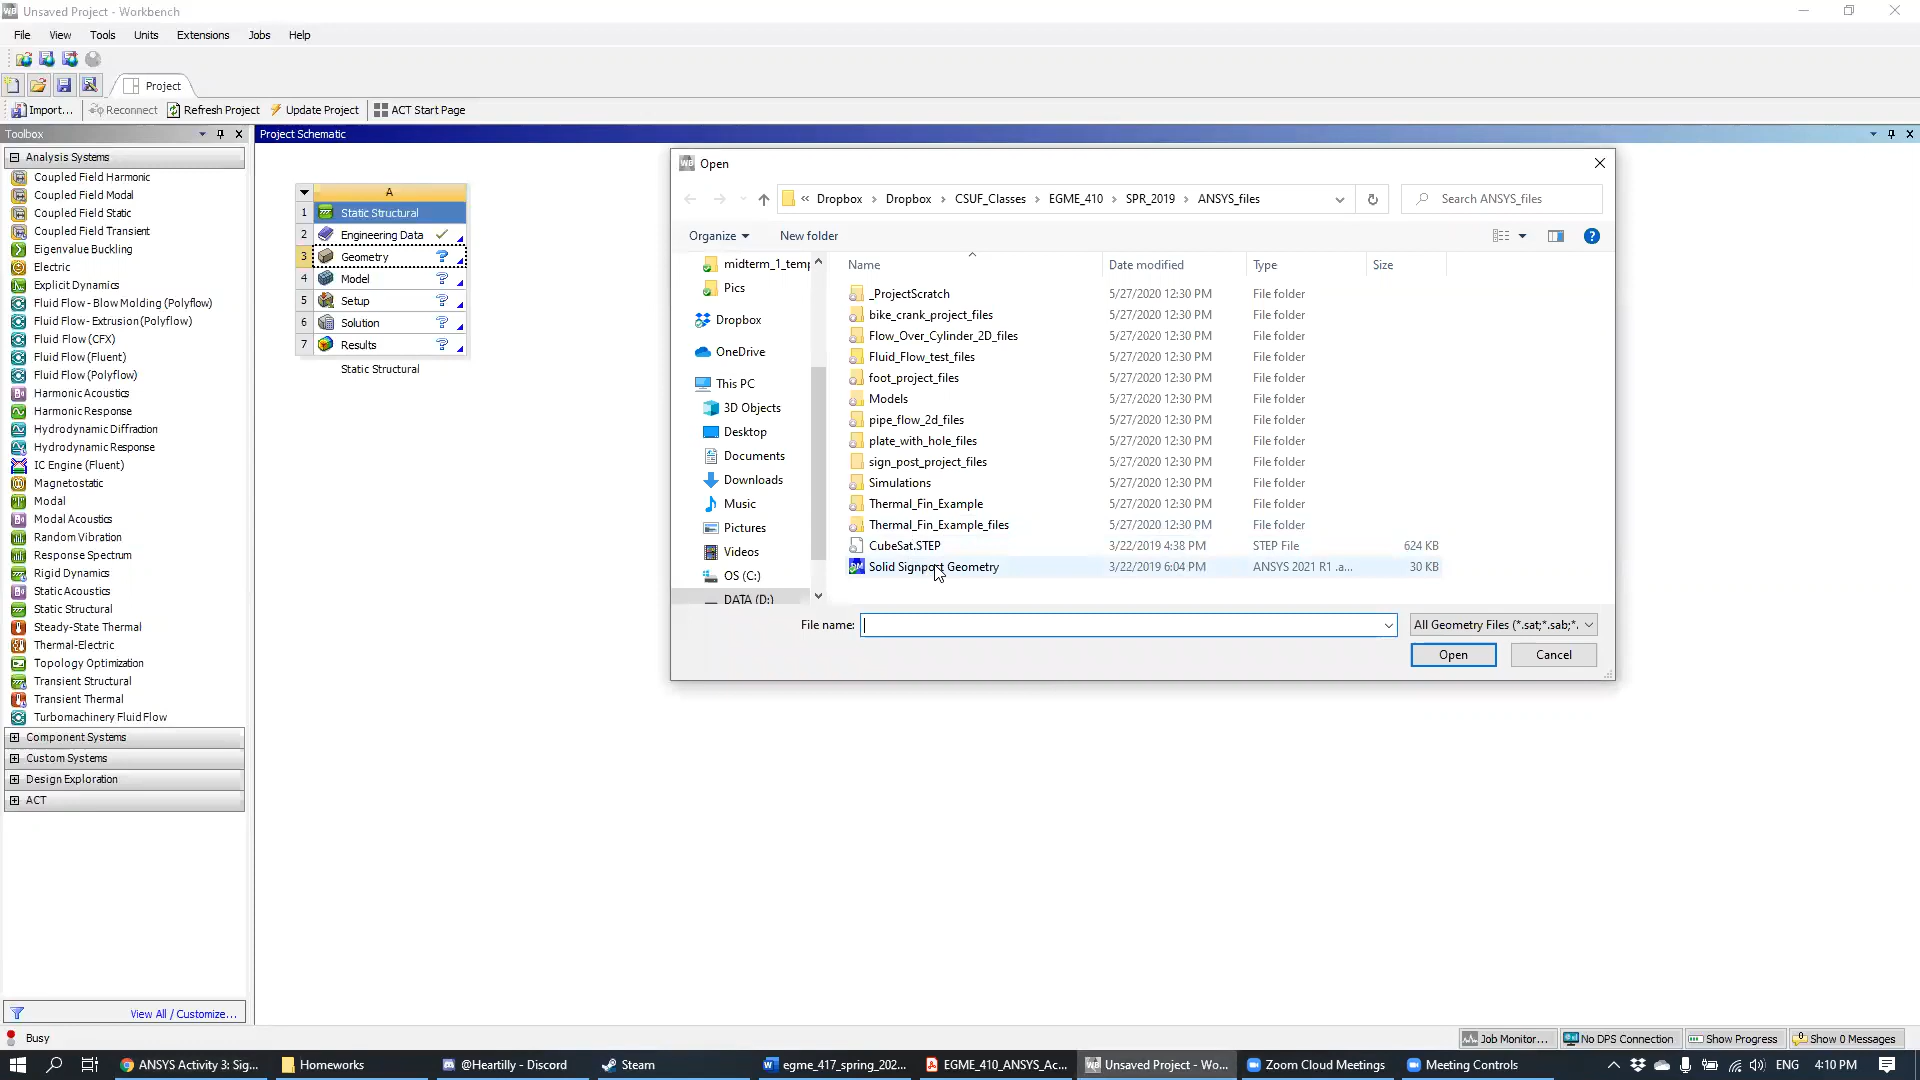 Unsaved Project - Workbench
File View Tools Units Extensions Jobs Help
Project
Import... Reconnect Refresh Project Update Project ACT Start Page
Toolbox
Analysis Systems
Coupled Field Harmonic
Coupled Field Modal
Coupled Field Static
Coupled Field Transient
Eigenvalue Buckling
Electric
Explicit Dynamics
Fluid Flow - Blow Molding (Polyflow)
Fluid Flow - Extrusion (Polyflow)
Fluid Flow (CFX)
Fluid Flow (Fluent)
Fluid Flow (Polyflow)
Harmonic Acoustics
Harmonic Response
Hydrodynamic Diffraction
Hydrodynamic Response
IC Engine (Fluent)
Magnetostatic
Modal
Modal Acoustics
Random Vibration
Response Spectrum
Rigid Dynamics
Static Acoustics
Static Structural
Steady-State Thermal
Thermal-Electric
Topology Optimization
Transient Structural
Transient Thermal
Turbomachinery Fluid Flow
Component Systems
Custom Systems
Design Exploration
ACT
View All / Customize...
Project Schematic
A
1 Static Structural
2 Engineering Data
3 Geometry ?
4 Model ?
5 Setup ?
6 Solution ?
7 Results ?
Static Structural
WB Open
« Dropbox > Dropbox > CSUF_Classes > EGME_410 > SPR_2019 > ANSYS_files
Search ANSYS_files
Organize New folder
midterm_1_temp
Pics
Dropbox
OneDrive
This PC
3D Objects
Desktop
Documents
Downloads
Music
Pictures
Videos
OS (C:)
DATA (D:)
Name Date modified Type Size
_ProjectScratch 5/27/2020 12:30 PM File folder
bike_crank_project_files 5/27/2020 12:30 PM File folder
Flow_Over_Cylinder_2D_files 5/27/2020 12:30 PM File folder
Fluid_Flow_test_files 5/27/2020 12:30 PM File folder
foot_project_files 5/27/2020 12:30 PM File folder
Models 5/27/2020 12:30 PM File folder
pipe_flow_2d_files 5/27/2020 12:30 PM File folder
plate_with_hole_files 5/27/2020 12:30 PM File folder
sign_post_project_files 5/27/2020 12:30 PM File folder
Simulations 5/27/2020 12:30 PM File folder
Thermal_Fin_Example 5/27/2020 12:30 PM File folder
Thermal_Fin_Example_files 5/27/2020 12:30 PM File folder
CubeSat.STEP 3/22/2019 4:38 PM STEP File 624 KB
Solid Signpost Geometry 3/22/2019 6:04 PM ANSYS 2021 R1 .a... 30 KB
File name: All Geometry Files (*.sat;*.sab;*.
Open Cancel
Busy
Job Monitor... No DPS Connection Show Progress Show 0 Messages
ANSYS Activity 3: Sig... Homeworks @Heartilly - Discord Steam egme_417_spring_202... EGME_410_ANSYS_Ac... Unsaved Project - Wo... Zoom Cloud Meetings Meeting Controls ENG 4:10 PM